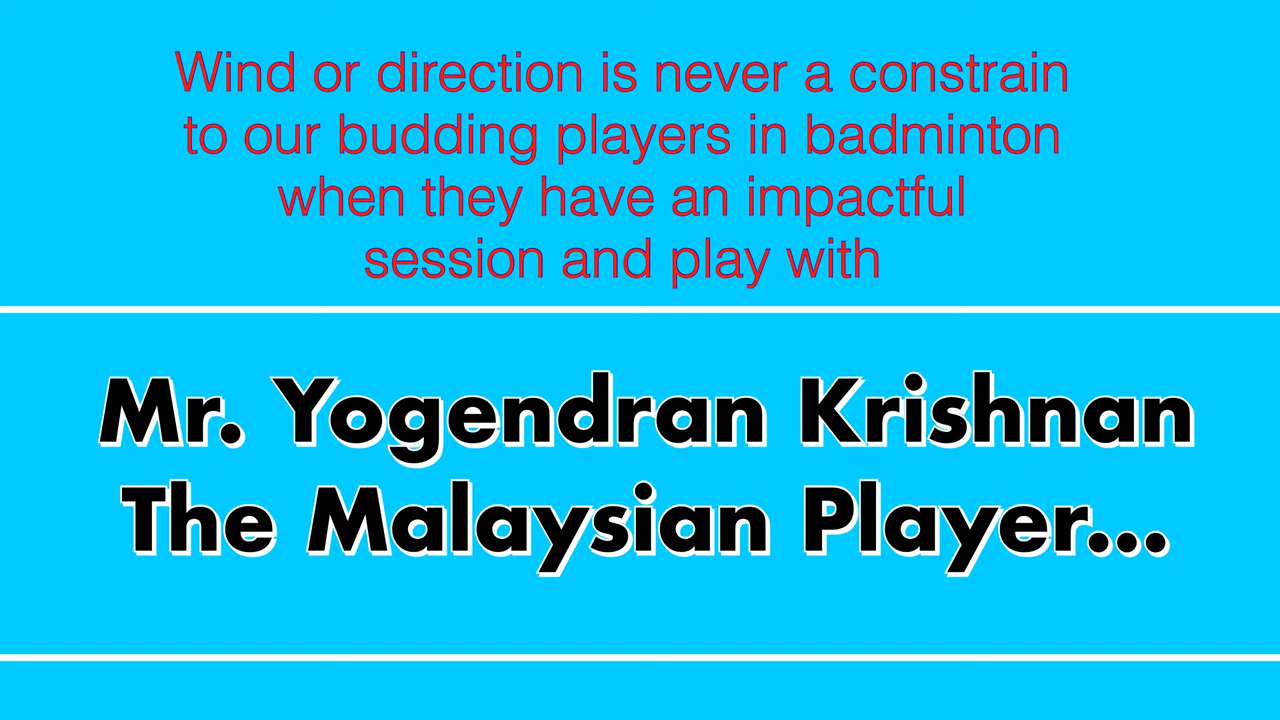 Wind or direction is never a constrain
to our budding players in badminton
when they have an impactful
session and play with
Mr. Yogendran Krishnan
The Malaysian Player...